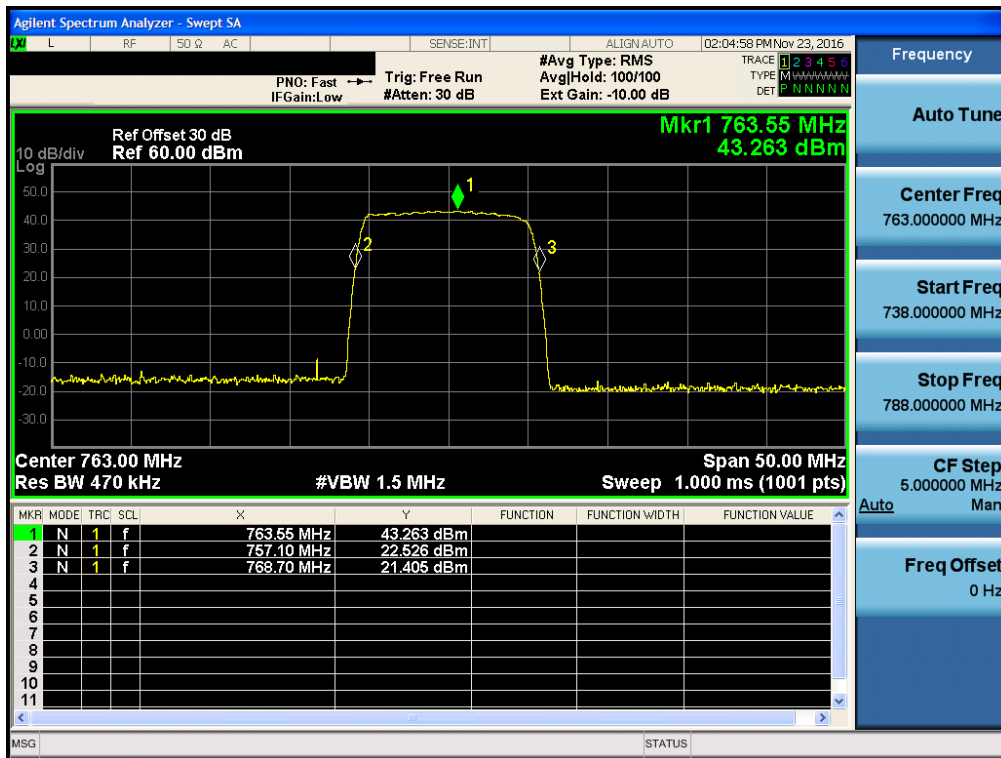 Agilent Spectrum Analyzer - Swept SA
LXI L RF 50 Ω AC SENSE:INT ALIGN AUTO 02:04:58 PM Nov 23, 2016
PNO: Fast
IFGain:Low
Trig: Free Run
#Atten: 30 dB
#Avg Type: RMS
Avg|Hold: 100/100
Ext Gain: -10.00 dB
TRACE 1 2 3 4 5 6
TYPE M WWWWW
DET P N N N N N
Ref Offset 30 dB
10 dB/div Ref 60.00 dBm
Log
Mkr1 763.55 MHz
43.263 dBm
50.0
40.0
30.0
20.0
10.0
0.00
-10.0
-20.0
-30.0
1
2
3
Center 763.00 MHz Span 50.00 MHz
Res BW 470 kHz #VBW 1.5 MHz Sweep 1.000 ms (1001 pts)
MKR MODE TRC SCL X Y FUNCTION FUNCTION WIDTH FUNCTION VALUE
1 N 1 f 763.55 MHz 43.263 dBm
2 N 1 f 757.10 MHz 22.526 dBm
3 N 1 f 768.70 MHz 21.405 dBm
4
5
6
7
8
9
10
11
MSG STATUS
Frequency
Auto Tune
Center Freq
763.000000 MHz
Start Freq
738.000000 MHz
Stop Freq
788.000000 MHz
CF Step
5.000000 MHz
Auto Man
Freq Offset
0 Hz